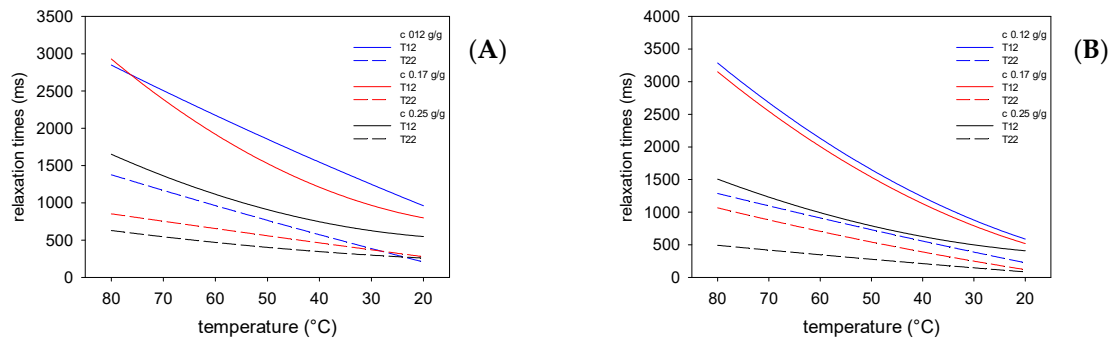 (A)
3500
3000
2500
2000
1500
1000
500
0
relaxation times (ms)
c 012 g/g
T12
T22
c 0.17 g/g
T12
T22
c 0.25 g/g
T12
T22
80 70 60 50 40 30 20
temperature (°C)
(B)
4000
3500
3000
2500
2000
1500
1000
500
0
relaxation times (ms)
c 0.12 g/g
T12
T22
c 0.17 g/g
T12
T22
c 0.25 g/g
T12
T22
80 70 60 50 40 30 20
temperature (°C)